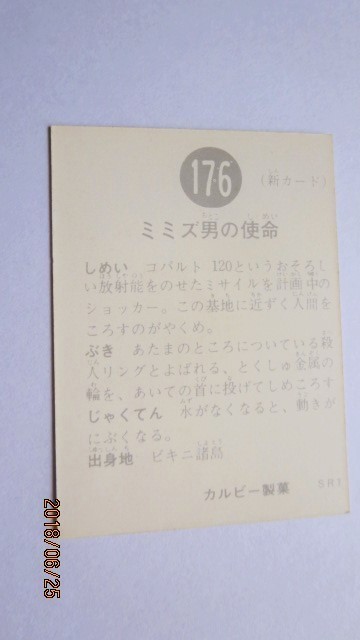 176
(新カード)
ミミズ男の使命
しめい コバルト120というおそろし
い放射能をのせたミサイルを計画中の
ショッカー。この基地に近ずく人間を
ころすのがやくめ。
ぶき あたまのところについている殺
人リングとよばれる、とくしゅ金属の
輪を、あいての首に投げてしめころす
じゃくてん 水がなくなると、動きが
にぶくなる。
出身地 ビキニ諸島
カルビー製菓
SR1
2018/06/25